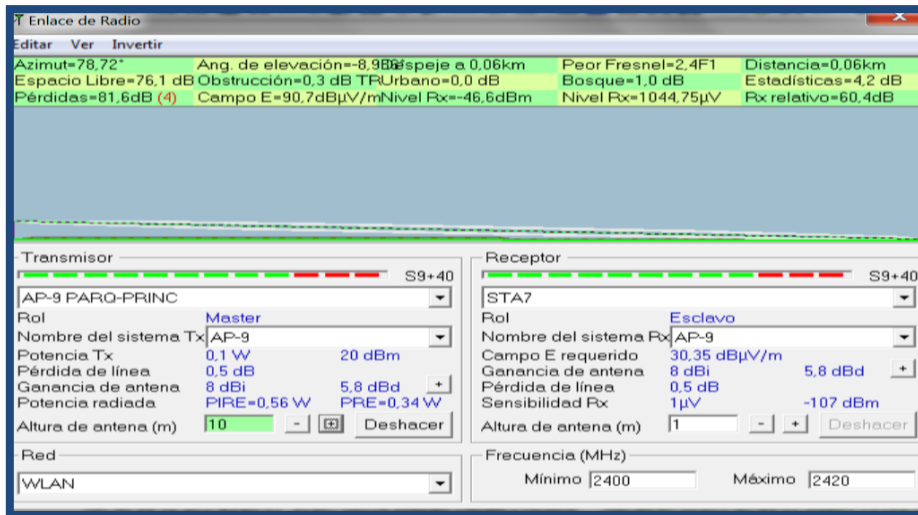 Enlace de Radio
Editar Ver Invertir
Azimut=78,72° Ang. de elevación=-8,9 Despeje a 0,06km Peor Fresnel=2,4F1 Distancia=0,06km
Espacio Libre=76,1 dB Obstrucción=0,3 dB TR Urbano=0,0 dB Bosque=1,0 dB Estadísticas=4,2 dB
Pérdidas=81,6dB (4) Campo E=90,7dBµV/m Nivel Rx=-46,6dBm Nivel Rx=1044,75µV Rx relativo=60,4dB
Transmisor
S9+40
AP-9 PARQ-PRINC
Rol Master
Nombre del sistema Tx AP-9
Potencia Tx 0,1 W 20 dBm
Pérdida de línea 0,5 dB
Ganancia de antena 8 dBi 5,8 dBd +
Potencia radiada PIRE=0,56 W PRE=0,34 W
Altura de antena (m) 10 - + Deshacer
Red
WLAN
Receptor
S9+40
STA7
Rol Esclavo
Nombre del sistema Rx AP-9
Campo E requerido 30,35 dBµV/m
Ganancia de antena 8 dBi 5,8 dBd +
Pérdida de línea 0,5 dB
Sensibilidad Rx 1µV -107 dBm
Altura de antena (m) 1 - + Deshacer
Frecuencia (MHz)
Mínimo 2400 Máximo 2420